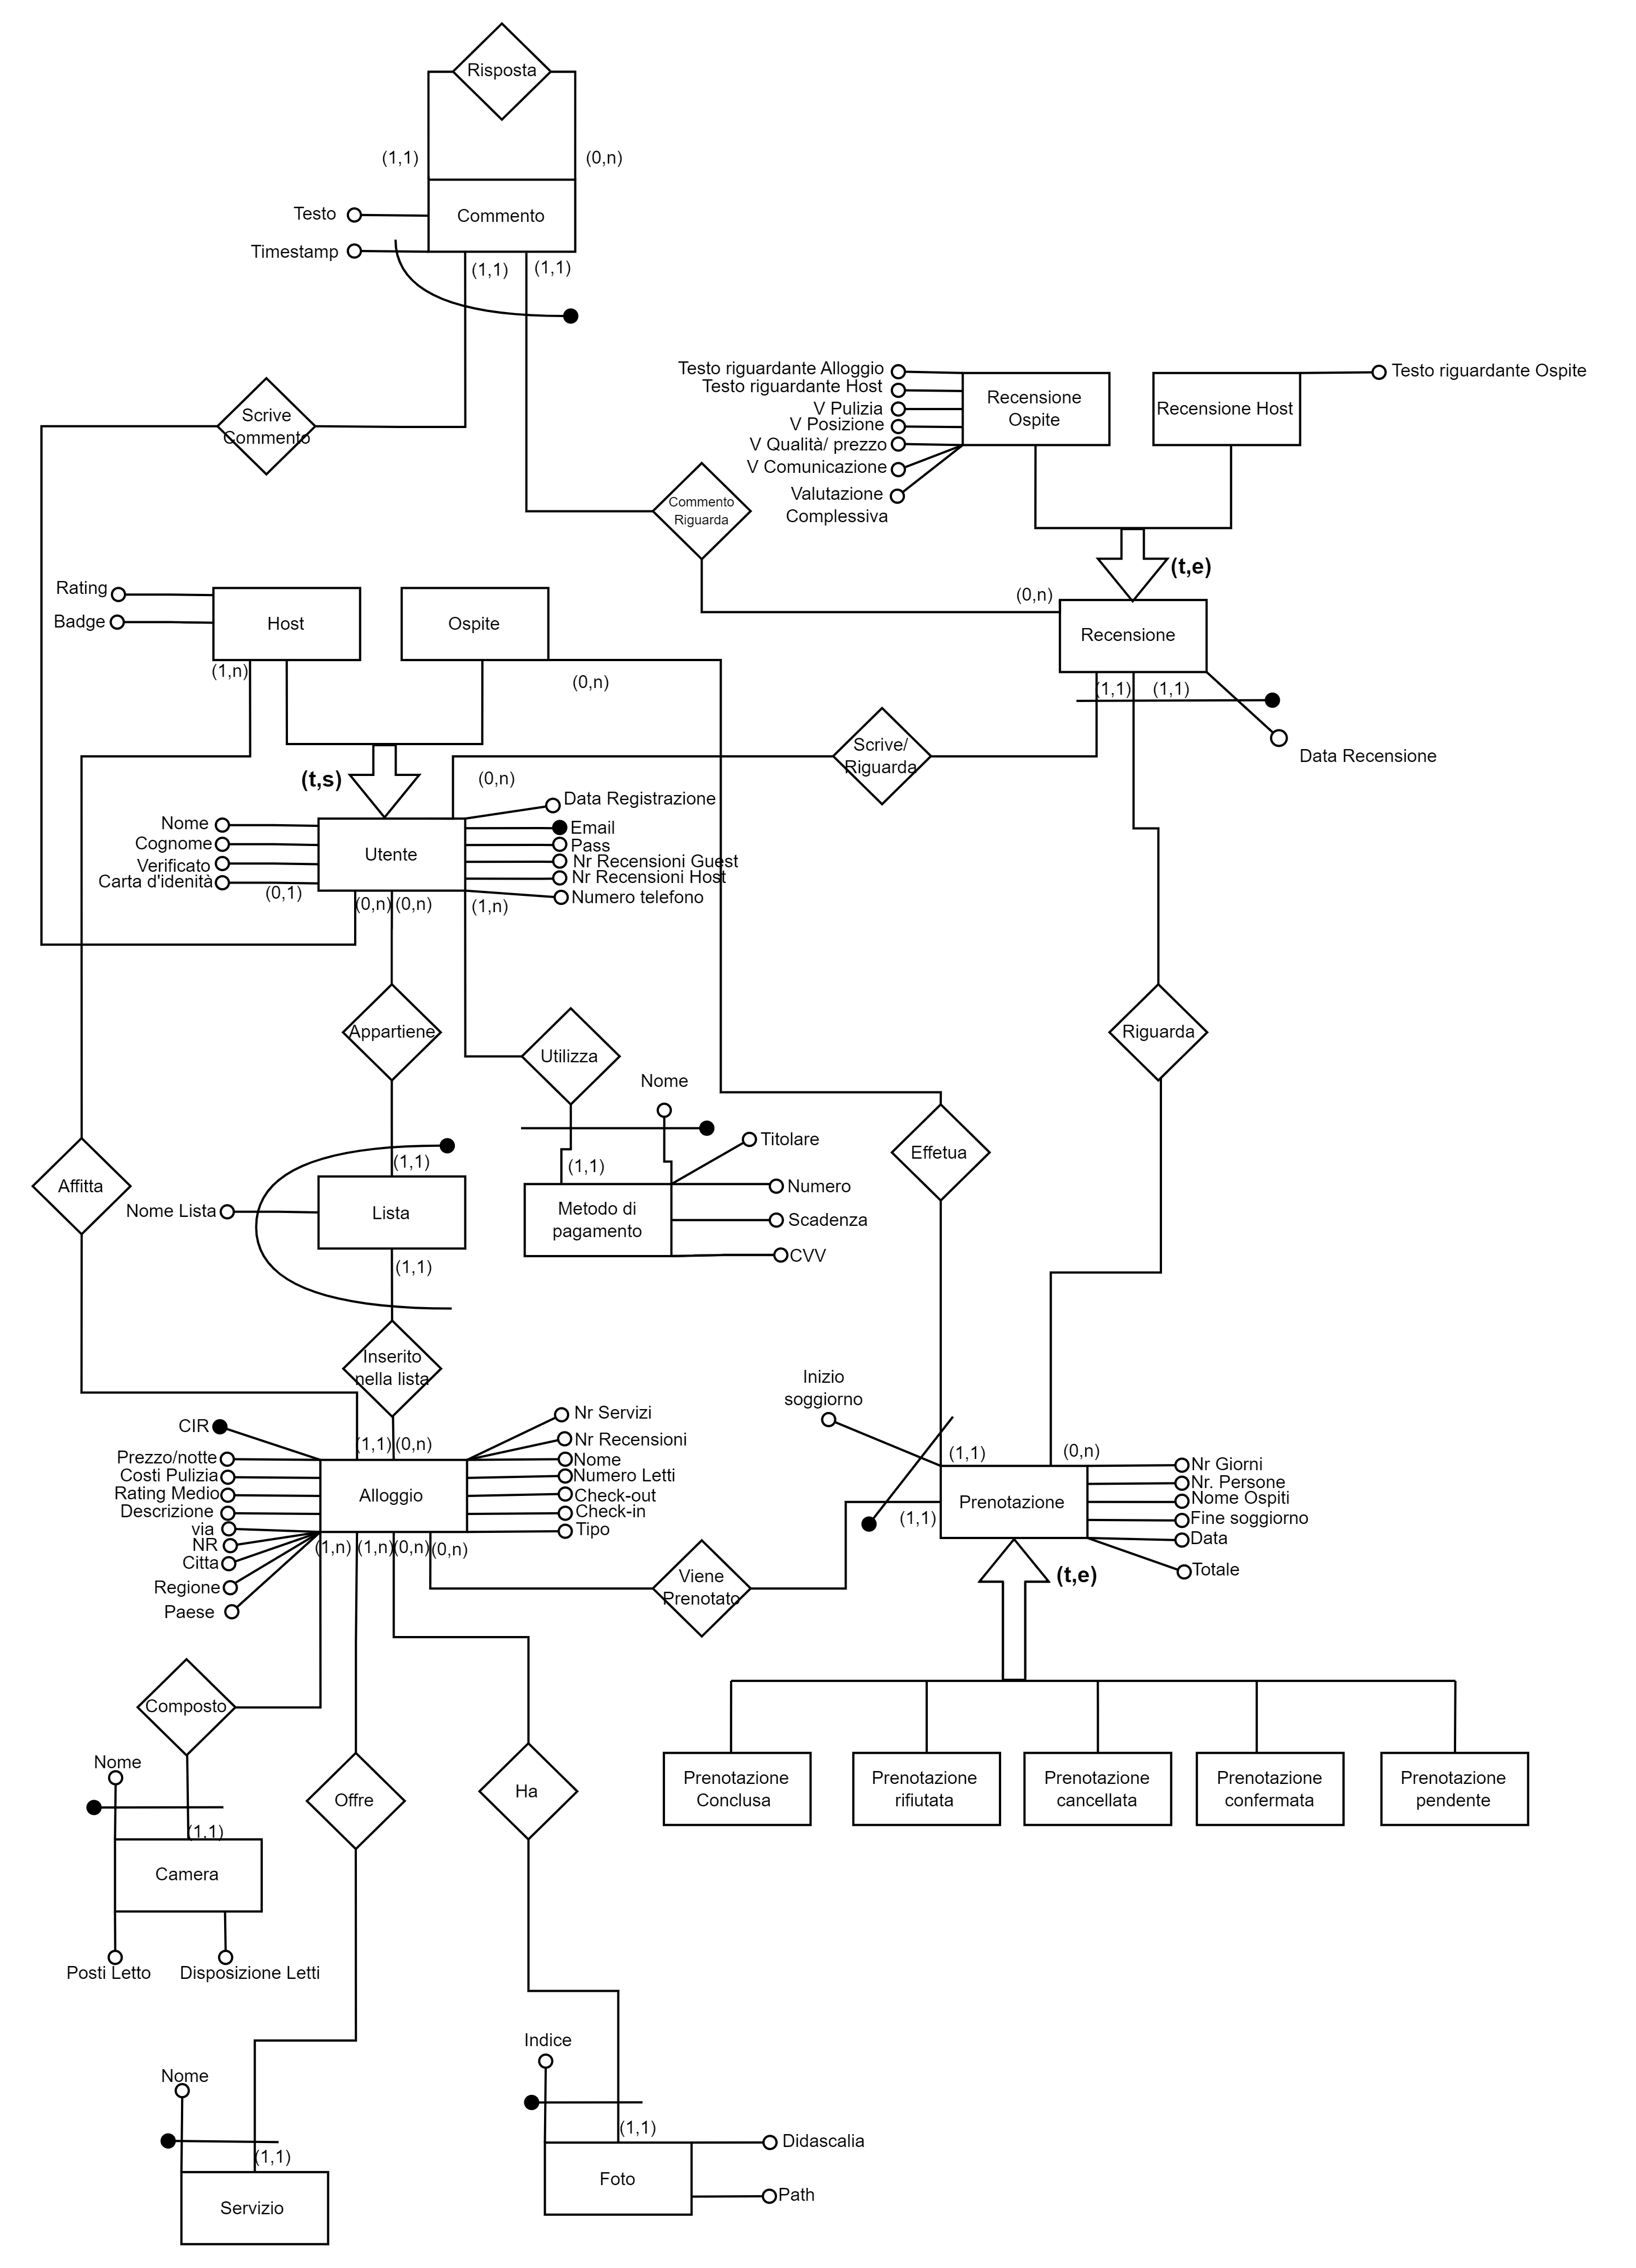 Risposta
(1,1)
(0,n)
Testo
Commento
Timestamp
(1,1)
(1,1)
Scrive
Commento
Commento
Riguarda
Testo riguardante Alloggio
Testo riguardante Host
V Pulizia
V Posizione
V Qualità/ prezzo
V Comunicazione
Valutazione
Complessiva
Recensione
Ospite
Recensione Host
Testo riguardante Ospite
(t,e)
(0,n)
Recensione
(1,1)
(1,1)
Data Recensione
Rating
Badge
Host
Ospite
(1,n)
(0,n)
(t,s)
(0,n)
Scrive/
Riguarda
Nome
Cognome
Verificato
Carta d'idenità
(0,1)
Utente
Data Registrazione
Email
Pass
Nr Recensioni Guest
Nr Recensioni Host
Numero telefono
(0,n)
(0,n)
(1,n)
Appartiene
Utilizza
Riguarda
Nome
Titolare
(1,1)
Numero
Metodo di
pagamento
Scadenza
CVV
Effetua
Affitta
(1,1)
Nome Lista
Lista
(1,1)
Inserito
nella lista
Inizio
soggiorno
CIR
Prezzo/notte
Costi Pulizia
Rating Medio
Descrizione
via
NR
Citta
Regione
Paese
(1,1)
(0,n)
Alloggio
Nr Servizi
Nr Recensioni
Nome
Numero Letti
Check-out
Check-in
Tipo
(1,n)
(1,n)
(0,n)
(0,n)
(1,1)
(0,n)
Prenotazione
(1,1)
Nr Giorni
Nr. Persone
Nome Ospiti
Fine soggiorno
Data
Totale
(t,e)
Viene
Prenotato
Composto
Nome
(1,1)
Camera
Posti Letto
Disposizione Letti
Offre
Ha
Prenotazione
Conclusa
Prenotazione
rifiutata
Prenotazione
cancellata
Prenotazione
confermata
Prenotazione
pendente
Nome
(1,1)
Servizio
Indice
(1,1)
Foto
Didascalia
Path